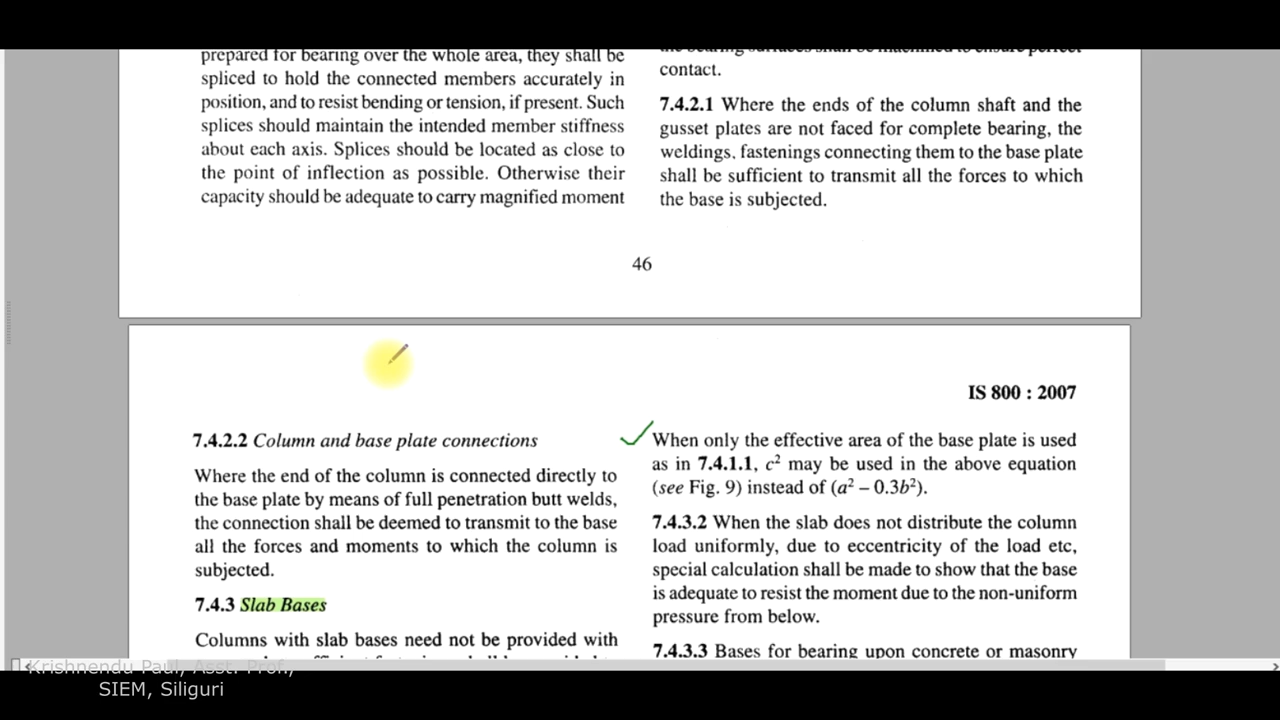 prepared for bearing over the whole area, they shall be
spliced to hold the connected members accurately in
position, and to resist bending or tension, if present. Such
splices should maintain the intended member stiffness
about each axis. Splices should be located as close to
the point of inflection as possible. Otherwise their
capacity should be adequate to carry magnified moment
the bearing surfaces shall be machined to ensure perfect
contact.
7.4.2.1 Where the ends of the column shaft and the
gusset plates are not faced for complete bearing, the
weldings, fastenings connecting them to the base plate
shall be sufficient to transmit all the forces to which
the base is subjected.
46
IS 800 : 2007
7.4.2.2 Column and base plate connections
Where the end of the column is connected directly to
the base plate by means of full penetration butt welds,
the connection shall be deemed to transmit to the base
all the forces and moments to which the column is
subjected.
7.4.3 Slab Bases
Columns with slab bases need not be provided with
When only the effective area of the base plate is used
as in 7.4.1.1, c² may be used in the above equation
(see Fig. 9) instead of (a² – 0.3b²).
7.4.3.2 When the slab does not distribute the column
load uniformly, due to eccentricity of the load etc,
special calculation shall be made to show that the base
is adequate to resist the moment due to the non-uniform
pressure from below.
7.4.3.3 Bases for bearing upon concrete or masonry
Krishnendu Paul, Asst. Prof.,
SIEM, Siliguri